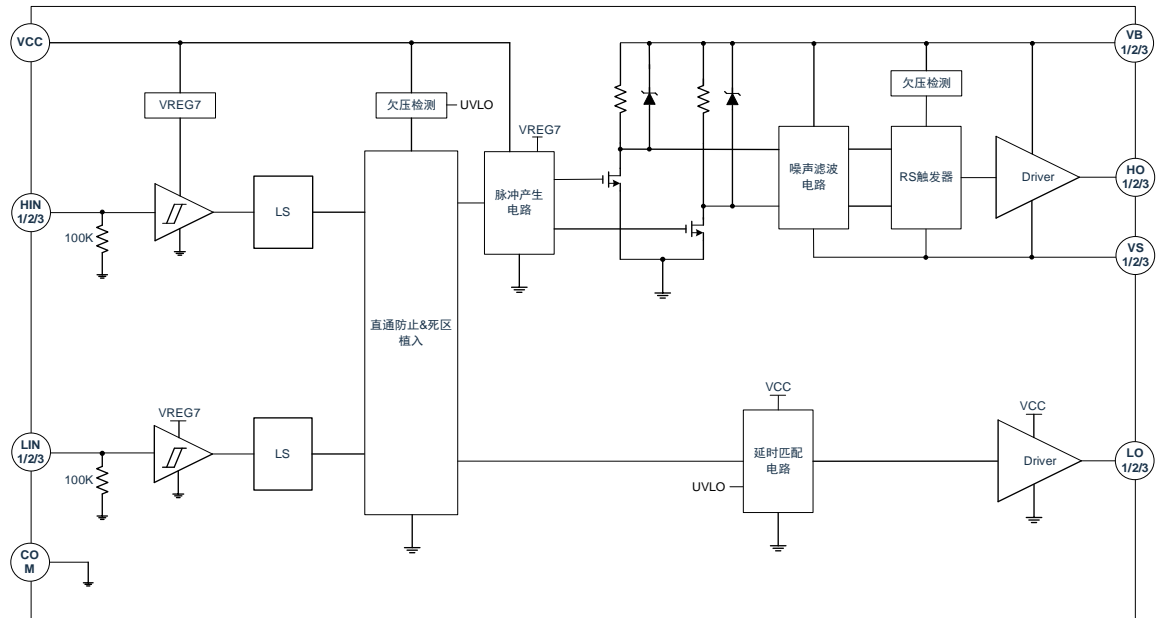 VCC
VB
1/2/3
VREG7
欠压检测
UVLO
欠压检测
VREG7
脉冲产生
电路
噪声滤波
电路
RS触发器
Driver
HO
1/2/3
HIN
1/2/3
100K
LS
VS
1/2/3
直通防止&死区
植入
VCC
VCC
VREG7
LIN
1/2/3
100K
LS
延时匹配
电路
UVLO
Driver
LO
1/2/3
CO
M